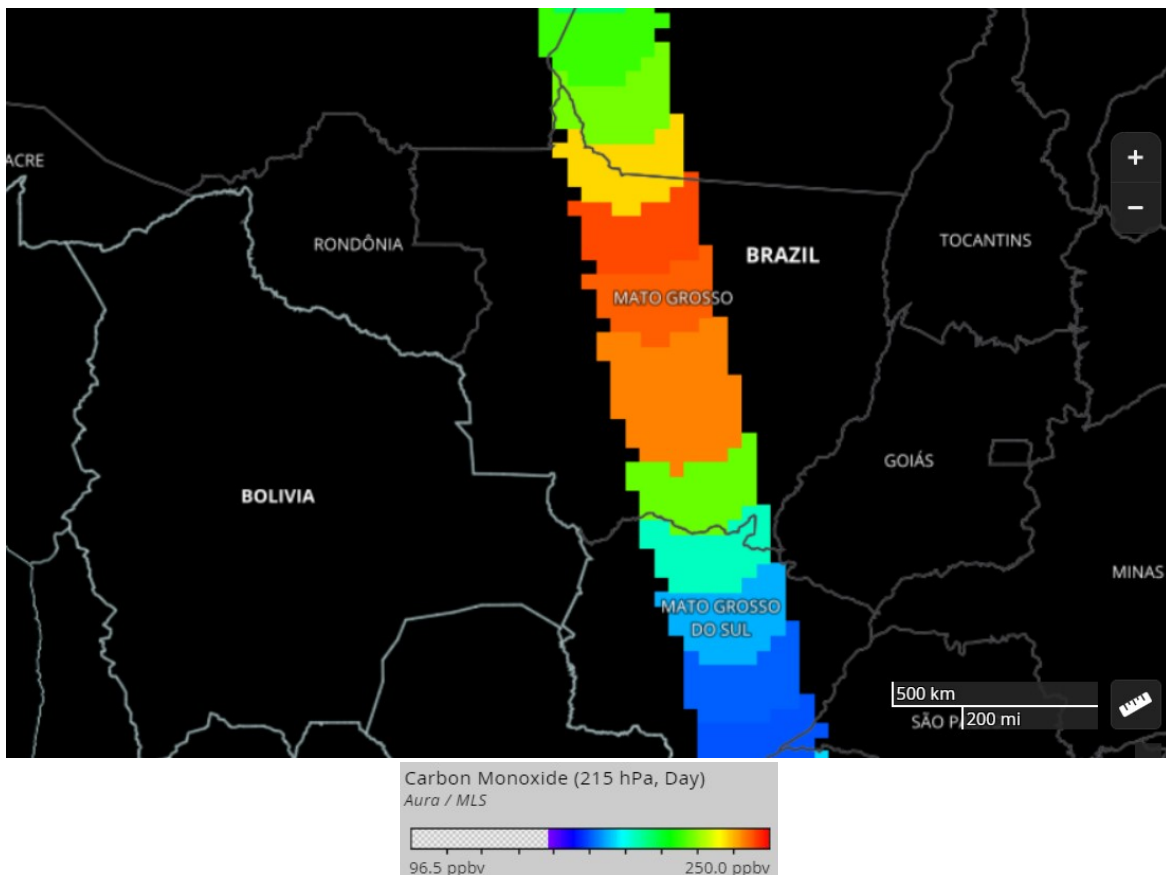 ACRE
RONDÔNIA
BRAZIL
TOCANTINS
MATO GROSSO
GOIÁS
BOLIVIA
MINAS
MATO GROSSO
DO SUL
500 km
SÃO P
200 mi
+
−
Carbon Monoxide (215 hPa, Day)
Aura / MLS
96.5 ppbv
250.0 ppbv